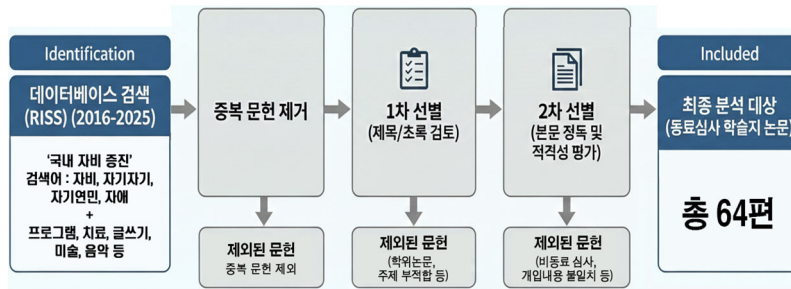 Identification
데이터베이스 검색
(RISS) (2016-2025)
‘국내 자비 증진’
검색어 : 자비, 자기자기,
자기연민, 자애
+
프로그램, 치료, 글쓰기,
미술, 음악 등
중복 문헌 제거
제외된 문헌
중복 문헌 제외
1차 선별
(제목/초록 검토)
제외된 문헌
(학위논문,
주제 부적합 등)
2차 선별
(본문 정독 및
적격성 평가)
제외된 문헌
(비동료 심사,
개입내용 불일치 등)
Included
최종 분석 대상
(동료심사 학술지 논문)
총 64편